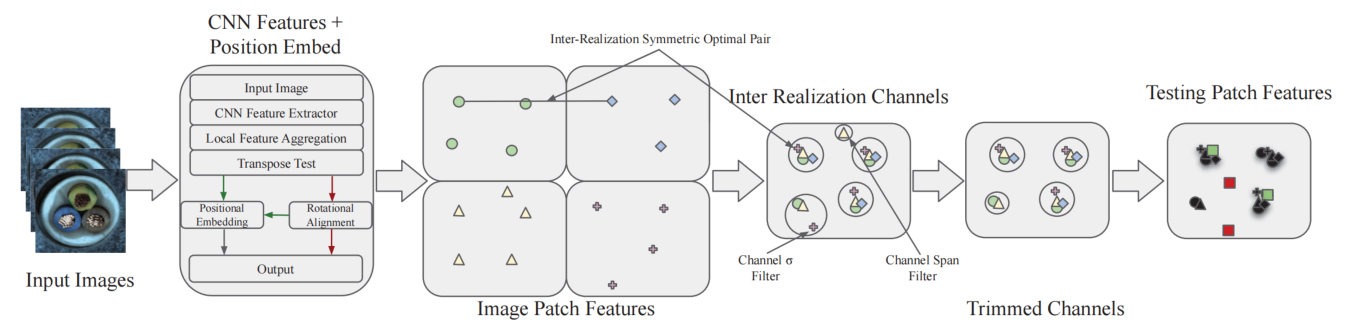 CNN Features +
Position Embed
Input Image
CNN Feature Extractor
Local Feature Aggregation
Transpose Test
Positional
Embedding
Rotational
Alignment
Output
Input Images
Inter-Realization Symmetric Optimal Pair
Image Patch Features
Inter Realization Channels
Channel σ
Filter
Channel Span
Filter
Trimmed Channels
Testing Patch Features